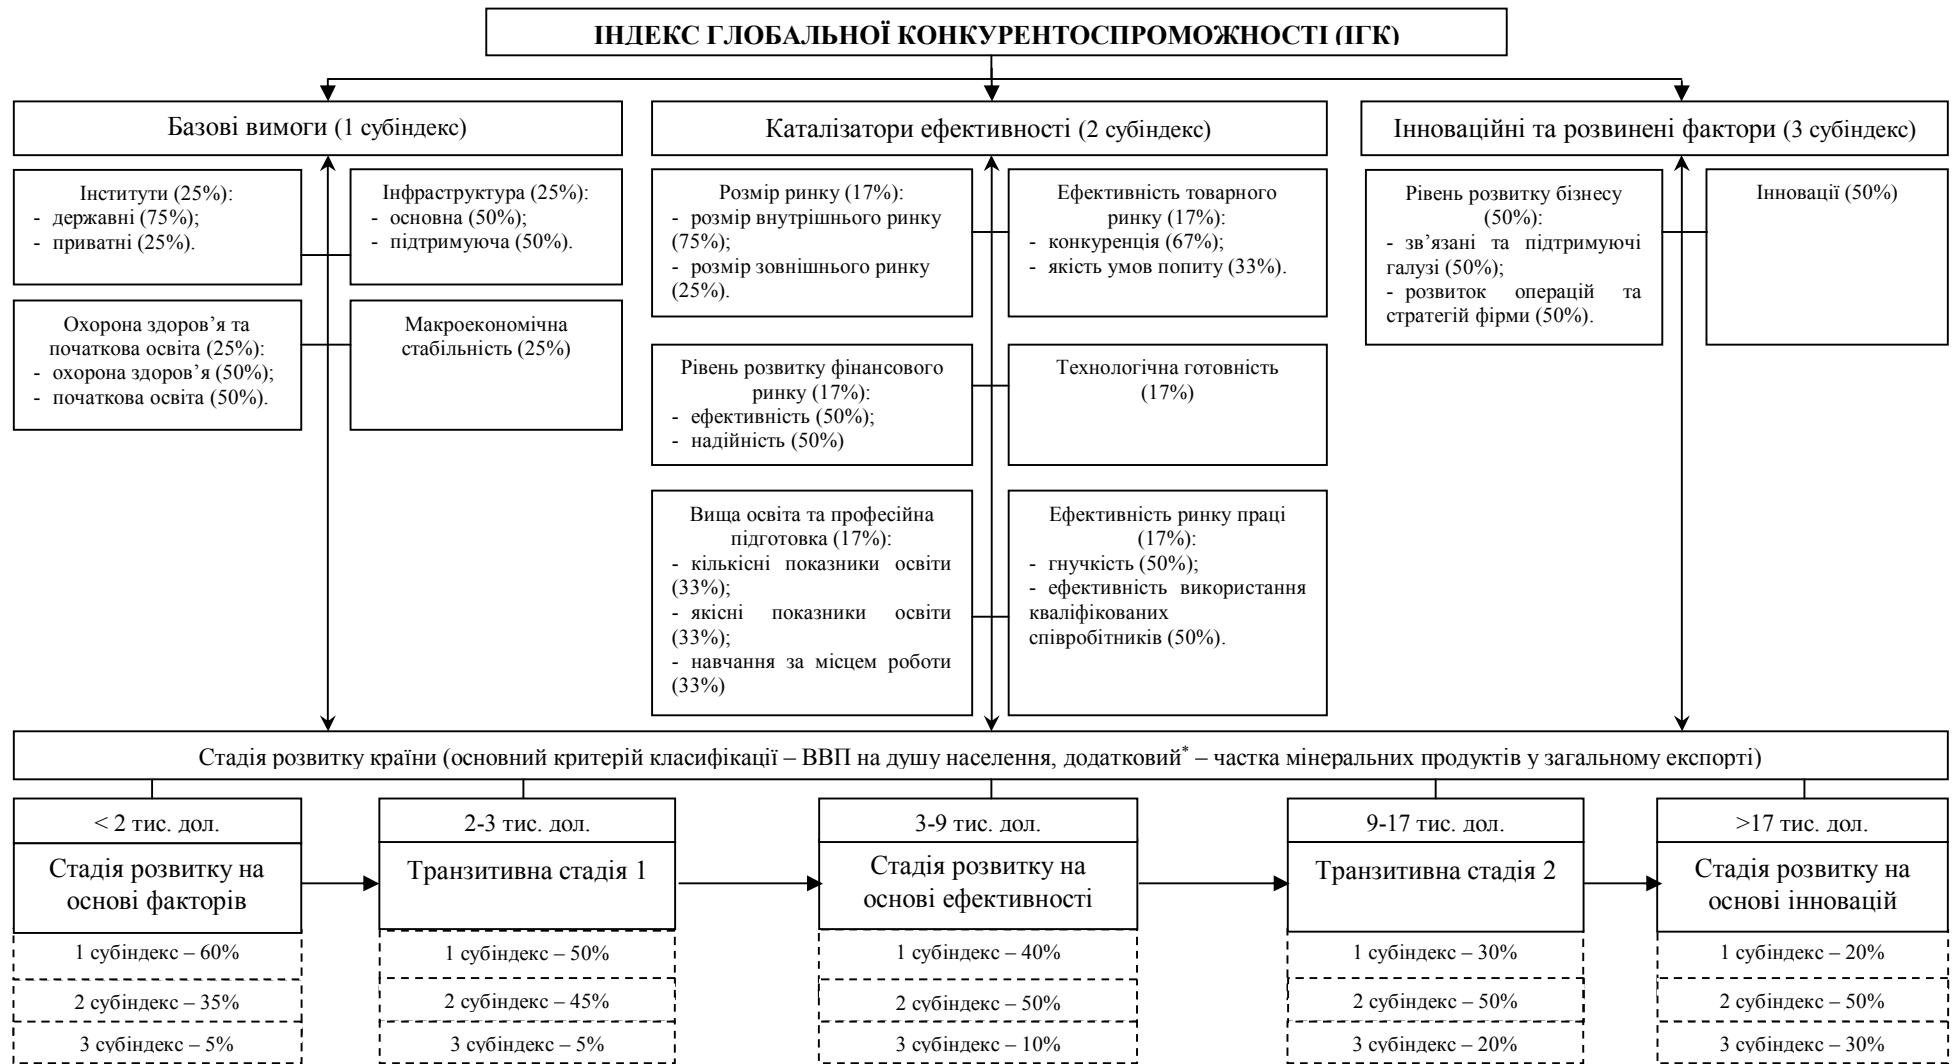 ІНДЕКС ГЛОБАЛЬНОЇ КОНКУРЕНТОСПРОМОЖНОСТІ (ІГК)
Базові вимоги (1 субіндекс)
Каталізатори ефективності (2 субіндекс)
Інноваційні та розвинені фактори (3 субіндекс)
Інститути (25%):
- державні (75%);
- приватні (25%).
Інфраструктура (25%):
- основна (50%);
- підтримуюча (50%).
Охорона здоров’я та
початкова освіта (25%):
- охорона здоров’я (50%);
- початкова освіта (50%).
Макроекономічна
стабільність (25%)
Розмір ринку (17%):
- розмір внутрішнього ринку
(75%);
- розмір зовнішнього ринку
(25%).
Ефективність товарного
ринку (17%):
- конкуренція (67%);
- якість умов попиту (33%).
Рівень розвитку фінансового
ринку (17%):
- ефективність (50%);
- надійність (50%)
Технологічна готовність
(17%)
Вища освіта та професійна
підготовка (17%):
- кількісні показники освіти
(33%);
- якісні показники освіти
(33%);
- навчання за місцем роботи
(33%)
Ефективність ринку праці
(17%):
- гнучкість (50%);
- ефективність використання
кваліфікованих
співробітників (50%).
Рівень розвитку бізнесу
(50%):
- зв’язані та підтримуючі
галузі (50%);
- розвиток операцій та
стратегій фірми (50%).
Інновації (50%)
Стадія розвитку країни (основний критерій класифікації – ВВП на душу населення, додатковий* – частка мінеральних продуктів у загальному експорті)
< 2 тис. дол.
Стадія розвитку на
основі факторів
1 субіндекс – 60%
2 субіндекс – 35%
3 субіндекс – 5%
2-3 тис. дол.
Транзитивна стадія 1
1 субіндекс – 50%
2 субіндекс – 45%
3 субіндекс – 5%
3-9 тис. дол.
Стадія розвитку на
основі ефективності
1 субіндекс – 40%
2 субіндекс – 50%
3 субіндекс – 10%
9-17 тис. дол.
Транзитивна стадія 2
1 субіндекс – 30%
2 субіндекс – 50%
3 субіндекс – 20%
>17 тис. дол.
Стадія розвитку на
основі інновацій
1 субіндекс – 20%
2 субіндекс – 50%
3 субіндекс – 30%